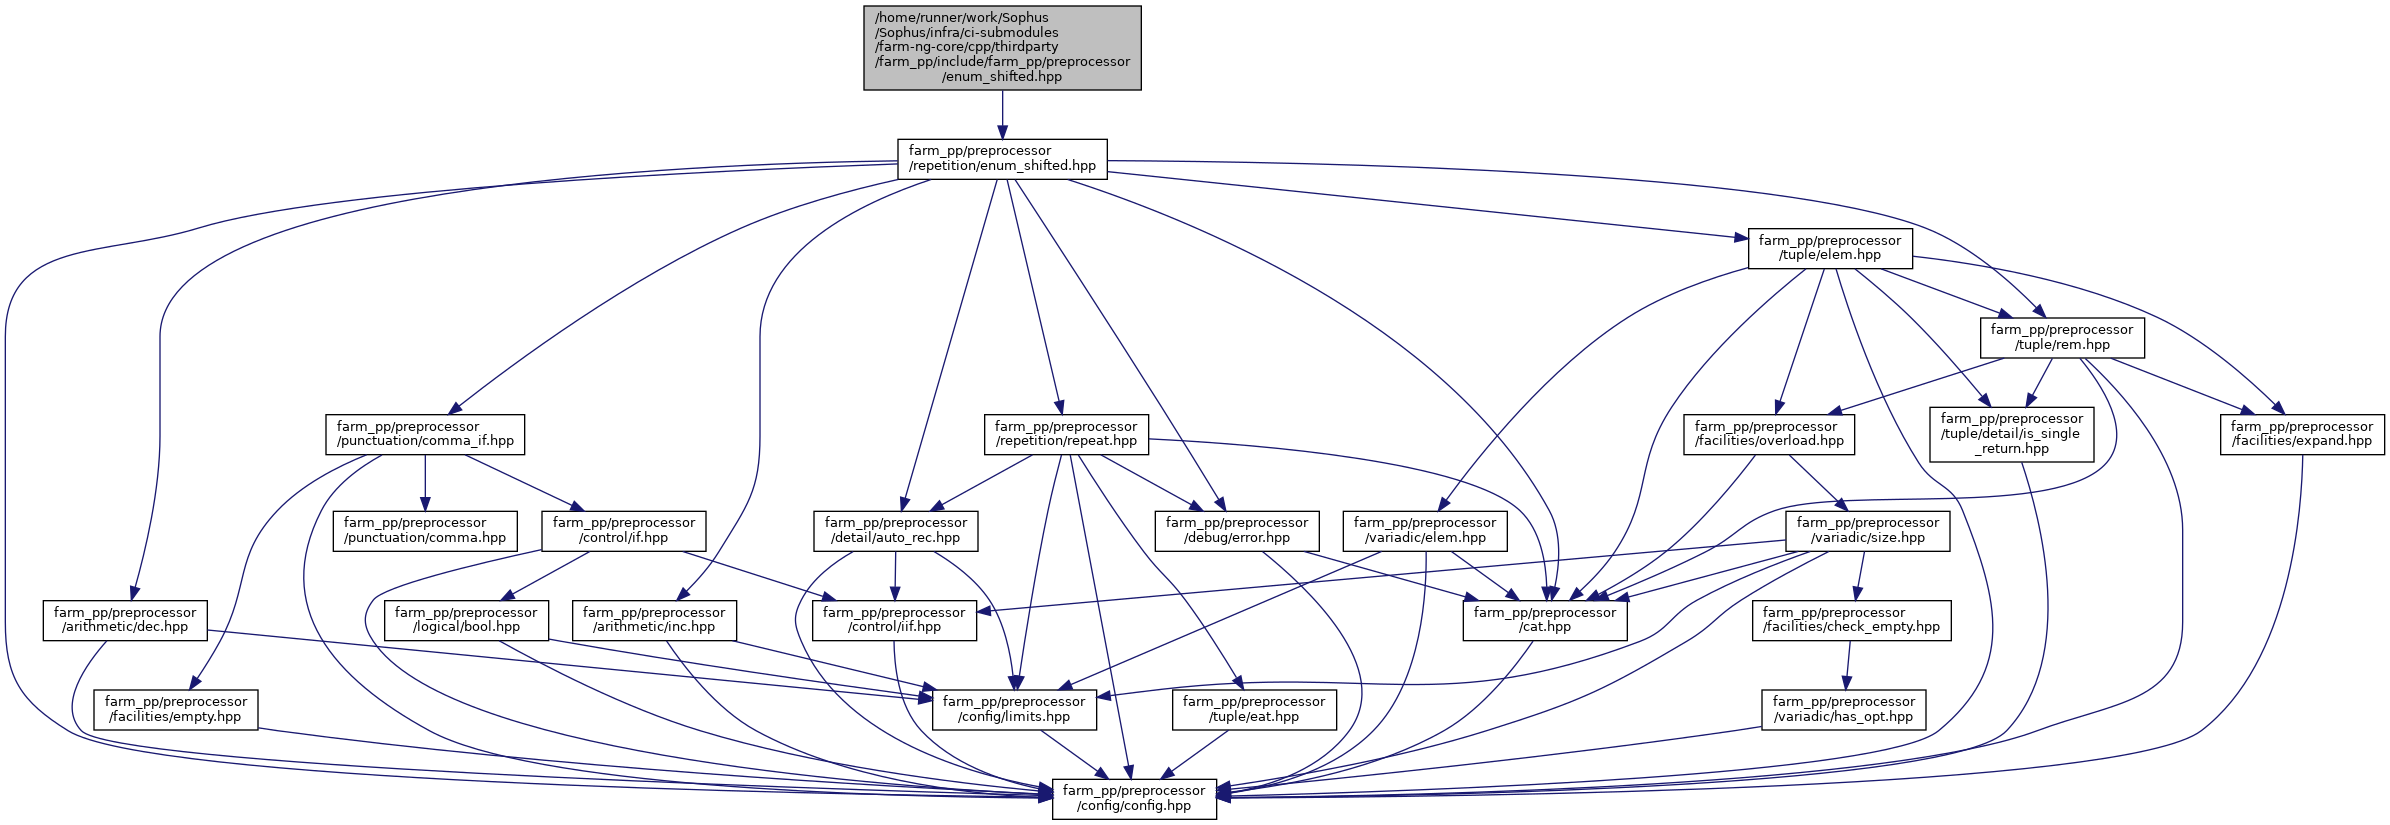 /home/runner/work/Sophus
/Sophus/infra/ci-submodules
/farm-ng-core/cpp/thirdparty
/farm_pp/include/farm_pp/preprocessor
/enum_shifted.hpp
farm_pp/preprocessor
/repetition/enum_shifted.hpp
farm_pp/preprocessor
/tuple/elem.hpp
farm_pp/preprocessor
/tuple/rem.hpp
farm_pp/preprocessor
/punctuation/comma_if.hpp
farm_pp/preprocessor
/repetition/repeat.hpp
farm_pp/preprocessor
/facilities/overload.hpp
farm_pp/preprocessor
/tuple/detail/is_single
_return.hpp
farm_pp/preprocessor
/facilities/expand.hpp
farm_pp/preprocessor
/punctuation/comma.hpp
farm_pp/preprocessor
/control/if.hpp
farm_pp/preprocessor
/detail/auto_rec.hpp
farm_pp/preprocessor
/debug/error.hpp
farm_pp/preprocessor
/variadic/elem.hpp
farm_pp/preprocessor
/variadic/size.hpp
farm_pp/preprocessor
/arithmetic/dec.hpp
farm_pp/preprocessor
/logical/bool.hpp
farm_pp/preprocessor
/arithmetic/inc.hpp
farm_pp/preprocessor
/control/iif.hpp
farm_pp/preprocessor
/cat.hpp
farm_pp/preprocessor
/facilities/check_empty.hpp
farm_pp/preprocessor
/facilities/empty.hpp
farm_pp/preprocessor
/config/limits.hpp
farm_pp/preprocessor
/tuple/eat.hpp
farm_pp/preprocessor
/variadic/has_opt.hpp
farm_pp/preprocessor
/config/config.hpp